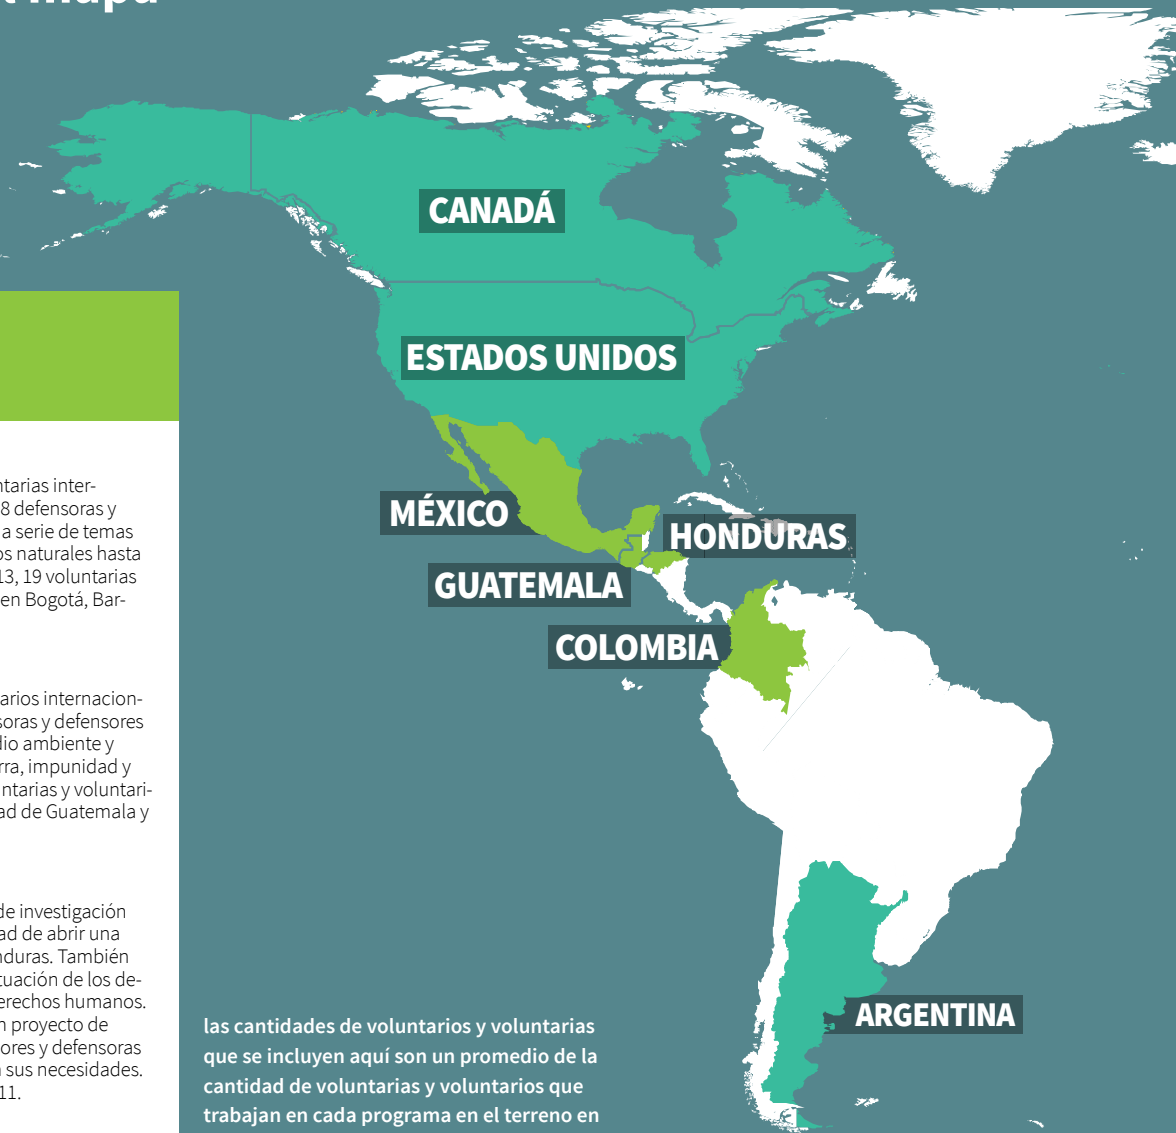 mapa
CANADÁ
ESTADOS UNIDOS
MÉXICO
HONDURAS
GUATEMALA
COLOMBIA
ARGENTINA
ntarias inter-
8 defensoras y
a serie de temas
os naturales hasta
13, 19 voluntarias
en Bogotá, Bar-
arios internacion-
soras y defensores
dio ambiente y
rra, impunidad y
ntarias y voluntari-
ad de Guatemala y
de investigación
ad de abrir una
nduras. También
tuación de los de-
erechos humanos.
n proyecto de
ores y defensoras
a sus necesidades.
11.
las cantidades de voluntarios y voluntarias
que se incluyen aquí son un promedio de la
cantidad de voluntarias y voluntarios que
trabajan en cada programa en el terreno en